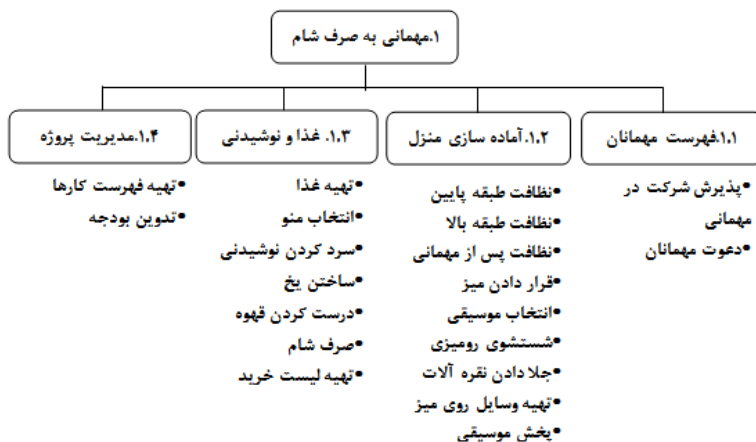 ۱.مهمانی به صرف شام
۱.۱.فهرست مهمانان
•پذیرش شرکت در
مهمانی
•دعوت مهمانان
۱.۲.آماده سازی منزل
•نظافت طبقه پایین
•نظافت طبقه بالا
•نظافت پس از مهمانی
•قرار دادن میز
•انتخاب موسیقی
•شستشوی رومیزی
•جلا دادن نقره آلات
•تهیه وسایل روی میز
•پخش موسیقی
۱.۳. غذا و نوشیدنی
•تهیه غذا
•انتخاب منو
•سرد کردن نوشیدنی
•ساختن یخ
•درست کردن قهوه
•صرف شام
•تهیه لیست خرید
۱.۴.مدیریت پروژه
•تهیه فهرست کارها
•تدوین بودجه